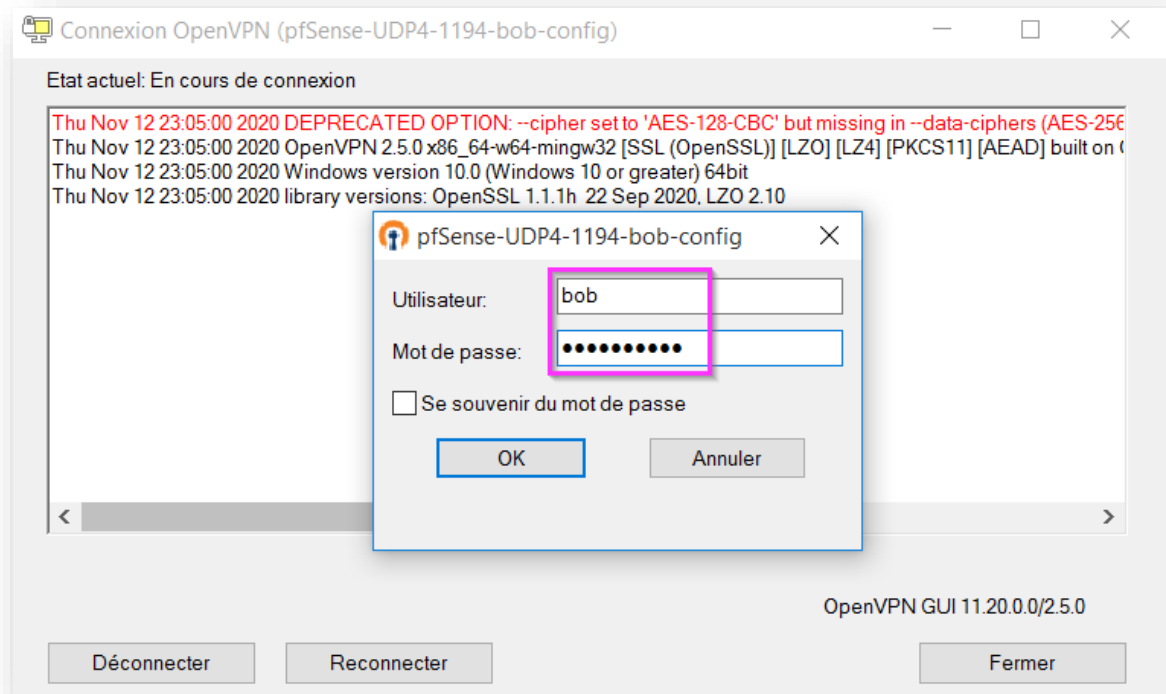 Connexion OpenVPN (pfSense-UDP4-1194-bob-config)
Etat actuel: En cours de connexion
Thu Nov 12 23:05:00 2020 DEPRECATED OPTION: --cipher set to 'AES-128-CBC' but missing in --data-ciphers (AES-256
Thu Nov 12 23:05:00 2020 OpenVPN 2.5.0 x86_64-w64-mingw32 [SSL (OpenSSL)] [LZO] [LZ4] [PKCS11] [AEAD] built on
Thu Nov 12 23:05:00 2020 Windows version 10.0 (Windows 10 or greater) 64bit
Thu Nov 12 23:05:00 2020 library versions: OpenSSL 1.1.1h 22 Sep 2020, LZO 2.10
pfSense-UDP4-1194-bob-config
Utilisateur: bob
Mot de passe: ●●●●●●●●●●
Se souvenir du mot de passe
OK Annuler
OpenVPN GUI 11.20.0.0/2.5.0
Déconnecter Reconnecter Fermer